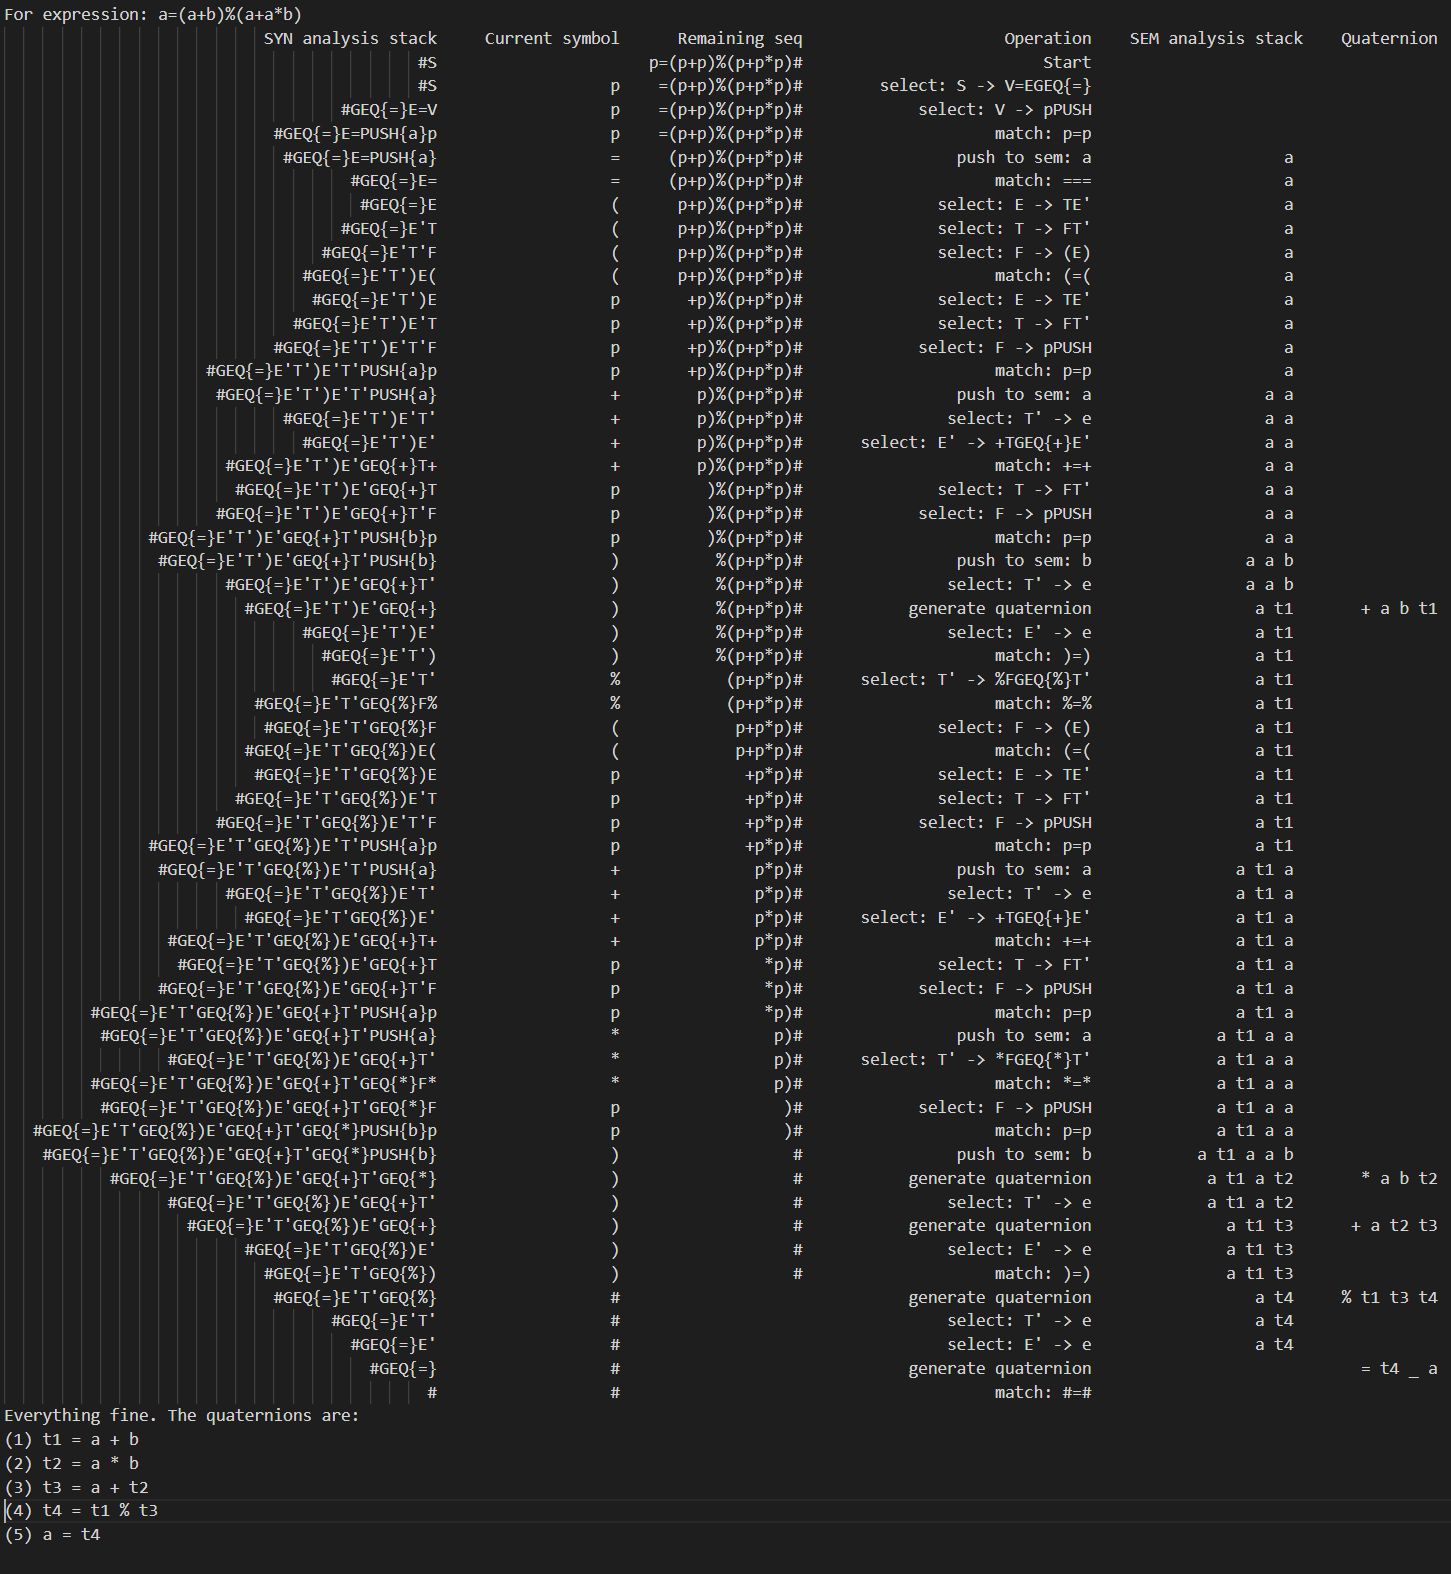 For expression: a=(a+b)%(a+a*b)
SYN analysis stack Current symbol Remaining seq Operation SEM analysis stack Quaternion
#S p=(p+p)%(p+p*p)# Start
#S p =(p+p)%(p+p*p)# select: S -> V=EGEQ{=}
#GEQ{=}E=V p =(p+p)%(p+p*p)# select: V -> pPUSH
#GEQ{=}E=PUSH{a}p p =(p+p)%(p+p*p)# match: p=p
#GEQ{=}E=PUSH{a} = (p+p)%(p+p*p)# push to sem: a a
#GEQ{=}E= = (p+p)%(p+p*p)# match: === a
#GEQ{=}E ( p+p)%(p+p*p)# select: E -> TE' a
#GEQ{=}E'T ( p+p)%(p+p*p)# select: T -> FT' a
#GEQ{=}E'T'F ( p+p)%(p+p*p)# select: F -> (E) a
#GEQ{=}E'T')E( ( p+p)%(p+p*p)# match: (=( a
#GEQ{=}E'T')E p +p)%(p+p*p)# select: E -> TE' a
#GEQ{=}E'T')E'T p +p)%(p+p*p)# select: T -> FT' a
#GEQ{=}E'T')E'T'F p +p)%(p+p*p)# select: F -> pPUSH a
#GEQ{=}E'T')E'T'PUSH{a}p p +p)%(p+p*p)# match: p=p a
#GEQ{=}E'T')E'T'PUSH{a} + p)%(p+p*p)# push to sem: a a a
#GEQ{=}E'T')E'T' + p)%(p+p*p)# select: T' -> e a a
#GEQ{=}E'T')E' + p)%(p+p*p)# select: E' -> +TGEQ{+}E' a a
#GEQ{=}E'T')E'GEQ{+}T+ + p)%(p+p*p)# match: +=+ a a
#GEQ{=}E'T')E'GEQ{+}T p )%(p+p*p)# select: T -> FT' a a
#GEQ{=}E'T')E'GEQ{+}T'F p )%(p+p*p)# select: F -> pPUSH a a
#GEQ{=}E'T')E'GEQ{+}T'PUSH{b}p p )%(p+p*p)# match: p=p a a
#GEQ{=}E'T')E'GEQ{+}T'PUSH{b} ) %(p+p*p)# push to sem: b a a b
#GEQ{=}E'T')E'GEQ{+}T' ) %(p+p*p)# select: T' -> e a a b
#GEQ{=}E'T')E'GEQ{+} ) %(p+p*p)# generate quaternion a t1 + a b t1
#GEQ{=}E'T')E' ) %(p+p*p)# select: E' -> e a t1
#GEQ{=}E'T') ) %(p+p*p)# match: )=) a t1
#GEQ{=}E'T' % (p+p*p)# select: T' -> %FGEQ{%}T' a t1
#GEQ{=}E'T'GEQ{%}F% % (p+p*p)# match: %=% a t1
#GEQ{=}E'T'GEQ{%}F ( p+p*p)# select: F -> (E) a t1
#GEQ{=}E'T'GEQ{%})E( ( p+p*p)# match: (=( a t1
#GEQ{=}E'T'GEQ{%})E p +p*p)# select: E -> TE' a t1
#GEQ{=}E'T'GEQ{%})E'T p +p*p)# select: T -> FT' a t1
#GEQ{=}E'T'GEQ{%})E'T'F p +p*p)# select: F -> pPUSH a t1
#GEQ{=}E'T'GEQ{%})E'T'PUSH{a}p p +p*p)# match: p=p a t1
#GEQ{=}E'T'GEQ{%})E'T'PUSH{a} + p*p)# push to sem: a a t1 a
#GEQ{=}E'T'GEQ{%})E'T' + p*p)# select: T' -> e a t1 a
#GEQ{=}E'T'GEQ{%})E' + p*p)# select: E' -> +TGEQ{+}E' a t1 a
#GEQ{=}E'T'GEQ{%})E'GEQ{+}T+ + p*p)# match: +=+ a t1 a
#GEQ{=}E'T'GEQ{%})E'GEQ{+}T p *p)# select: T -> FT' a t1 a
#GEQ{=}E'T'GEQ{%})E'GEQ{+}T'F p *p)# select: F -> pPUSH a t1 a
#GEQ{=}E'T'GEQ{%})E'GEQ{+}T'PUSH{a}p p *p)# match: p=p a t1 a
#GEQ{=}E'T'GEQ{%})E'GEQ{+}T'PUSH{a} * p)# push to sem: a a t1 a a
#GEQ{=}E'T'GEQ{%})E'GEQ{+}T' * p)# select: T' -> *FGEQ{*}T' a t1 a a
#GEQ{=}E'T'GEQ{%})E'GEQ{+}T'GEQ{*}F* * p)# match: *=* a t1 a a
#GEQ{=}E'T'GEQ{%})E'GEQ{+}T'GEQ{*}F p )# select: F -> pPUSH a t1 a a
#GEQ{=}E'T'GEQ{%})E'GEQ{+}T'GEQ{*}PUSH{b}p p )# match: p=p a t1 a a
#GEQ{=}E'T'GEQ{%})E'GEQ{+}T'GEQ{*}PUSH{b} ) # push to sem: b a t1 a a b
#GEQ{=}E'T'GEQ{%})E'GEQ{+}T'GEQ{*} ) # generate quaternion a t1 a t2 * a b t2
#GEQ{=}E'T'GEQ{%})E'GEQ{+}T' ) # select: T' -> e a t1 a t2
#GEQ{=}E'T'GEQ{%})E'GEQ{+} ) # generate quaternion a t1 t3 + a t2 t3
#GEQ{=}E'T'GEQ{%})E' ) # select: E' -> e a t1 t3
#GEQ{=}E'T'GEQ{%}) ) # match: )=) a t1 t3
#GEQ{=}E'T'GEQ{%} # generate quaternion a t4 % t1 t3 t4
#GEQ{=}E'T' # select: T' -> e a t4
#GEQ{=}E' # select: E' -> e a t4
#GEQ{=} # generate quaternion = t4 _ a
# # match: #=#
Everything fine. The quaternions are:
(1) t1 = a + b
(2) t2 = a * b
(3) t3 = a + t2
(4) t4 = t1 % t3
(5) a = t4